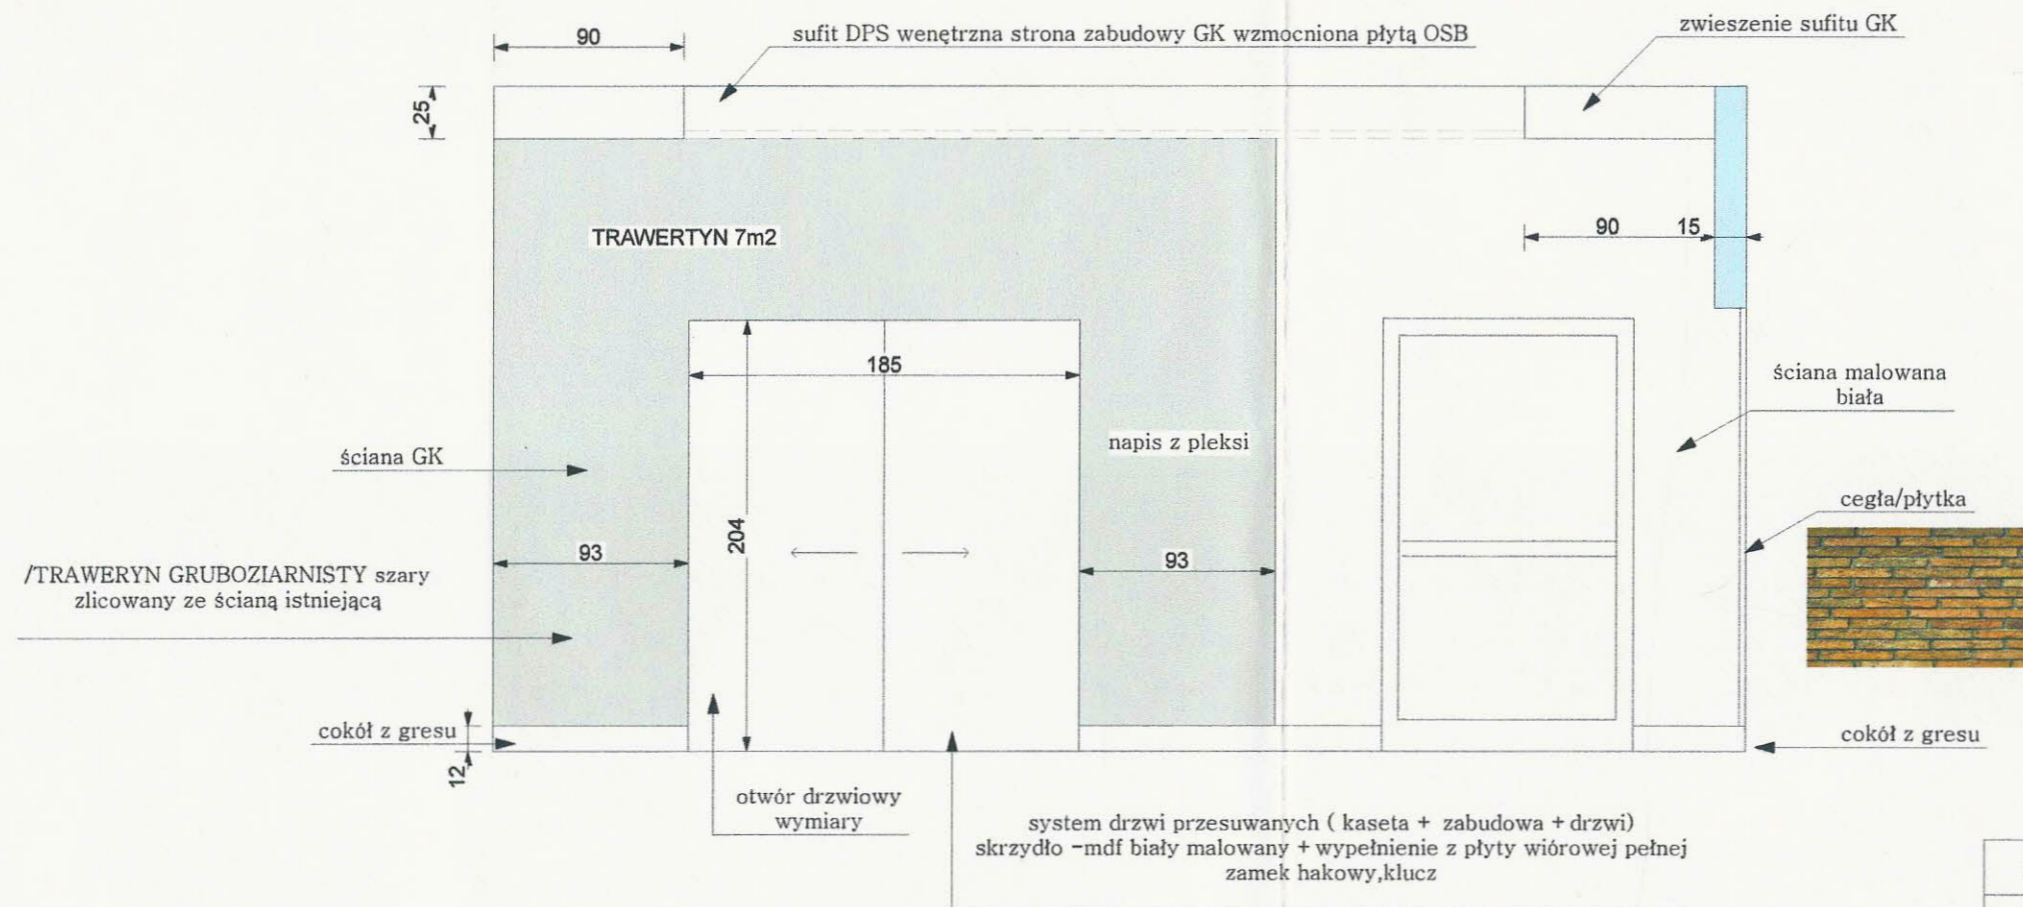 90
sufit DPS wenętrzna strona zabudowy GK wzmocniona płytą OSB
zwieszenie sufitu GK
25
TRAWERTYN 7m2
90
15
185
ściana malowana
biała
napis z pleksi
ściana GK
cegła/płytka
204
93
93
/TRAWERYN GRUBOZIARNISTY szary
zlicowany ze ścianą istniejącą
cokół z gresu
12
cokół z gresu
otwór drzwiowy
wymiary
system drzwi przesuwanych ( kaseta + zabudowa + drzwi)
skrzydło -mdf biały malowany + wypełnienie z płyty wiórowej pełnej
zamek hakowy,klucz